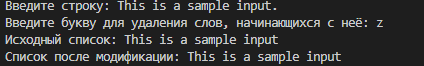 Введите строку: This is a sample input.
Введите букву для удаления слов, начинающихся с неё: z
Исходный список: This is a sample input
Список после модификации: This is a sample input